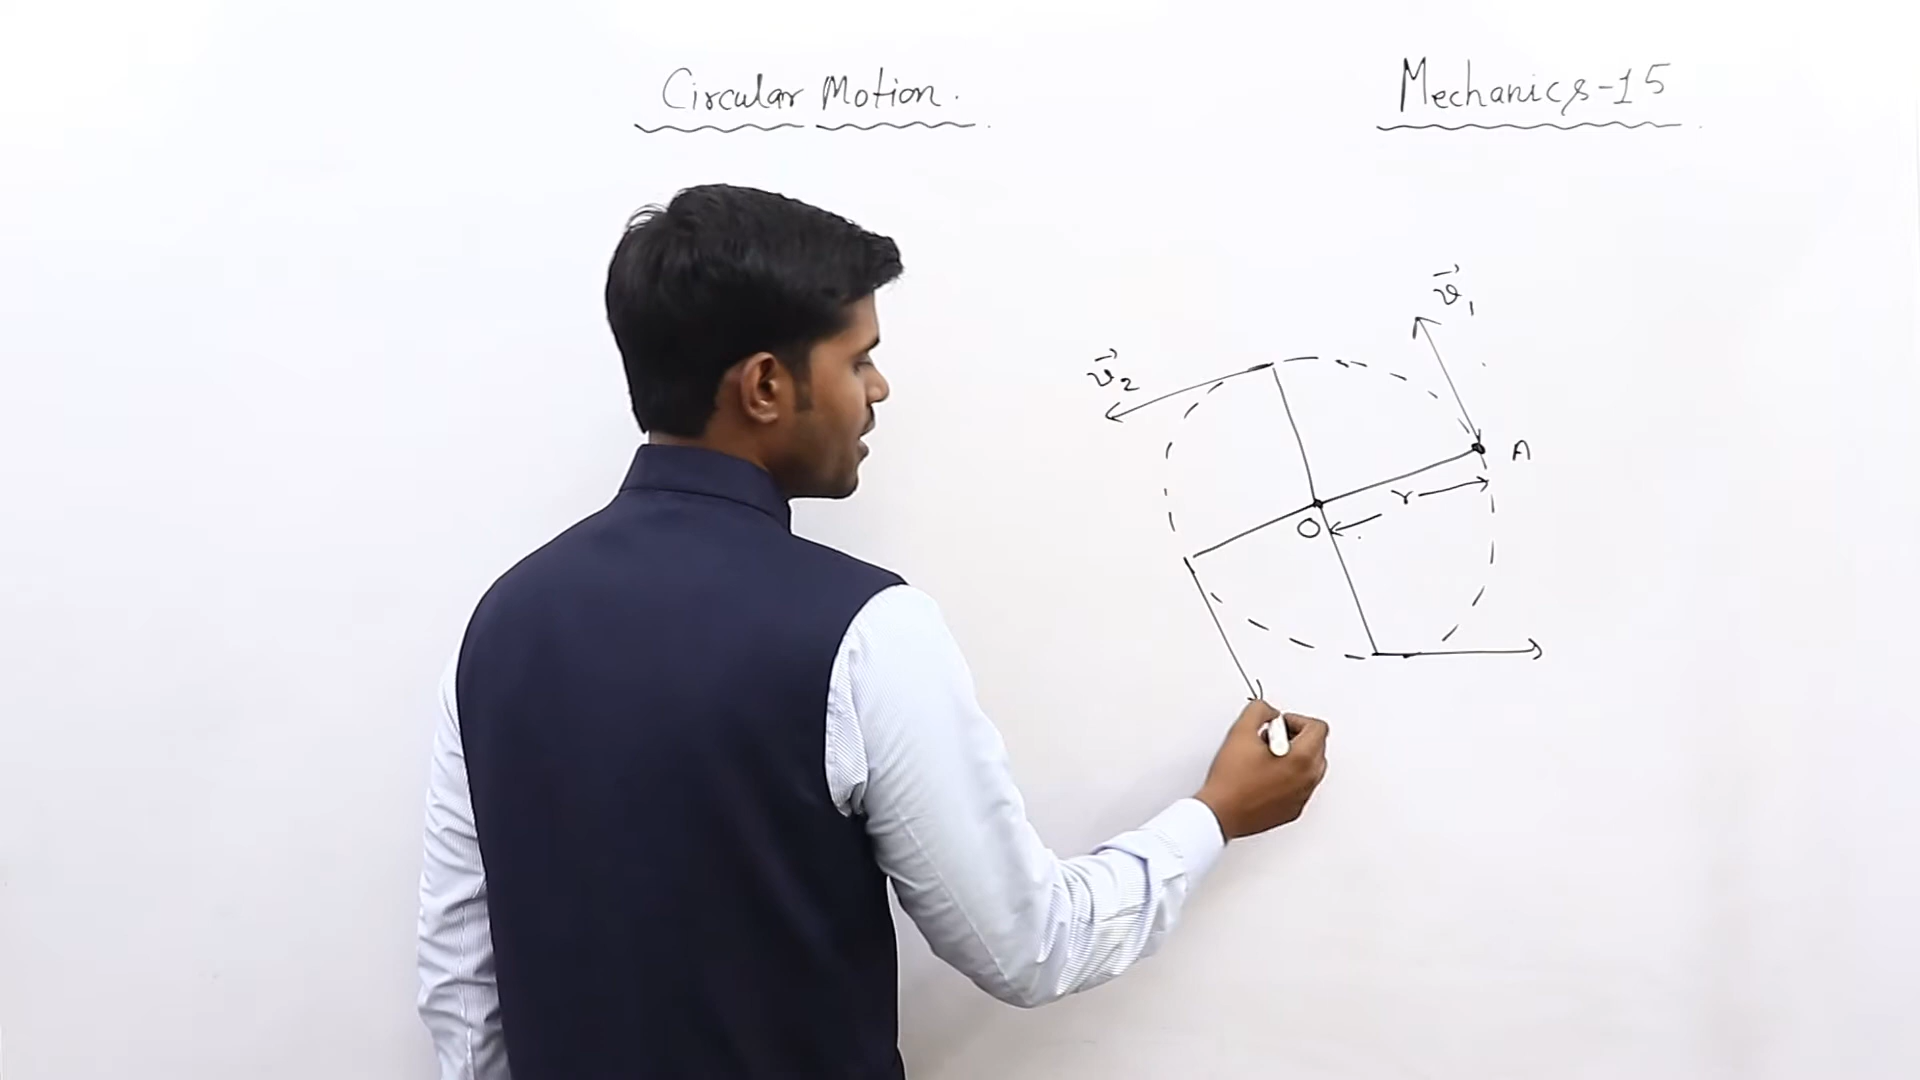 Circular Motion.
Mechanics-15
v⃗₁
v⃗₂
A
r
O